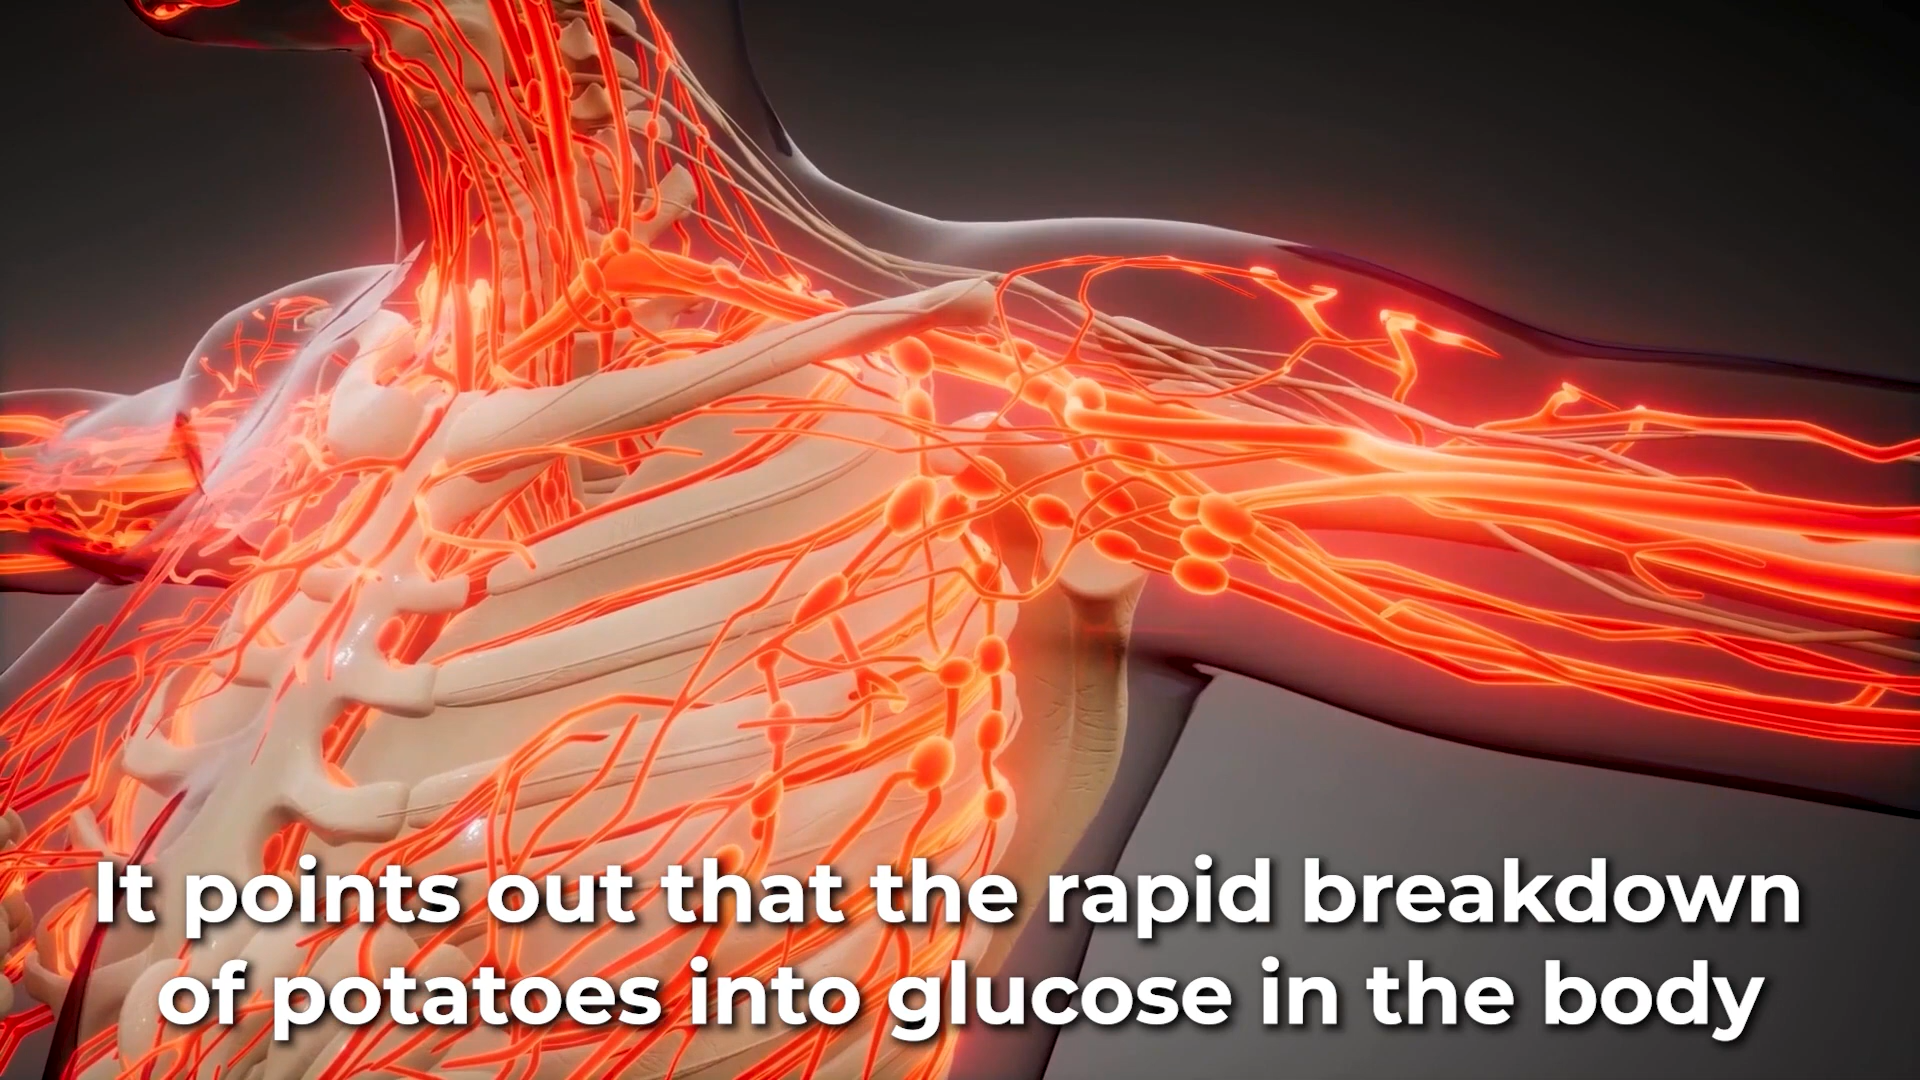 It points out that the rapid breakdown
of potatoes into glucose in the body